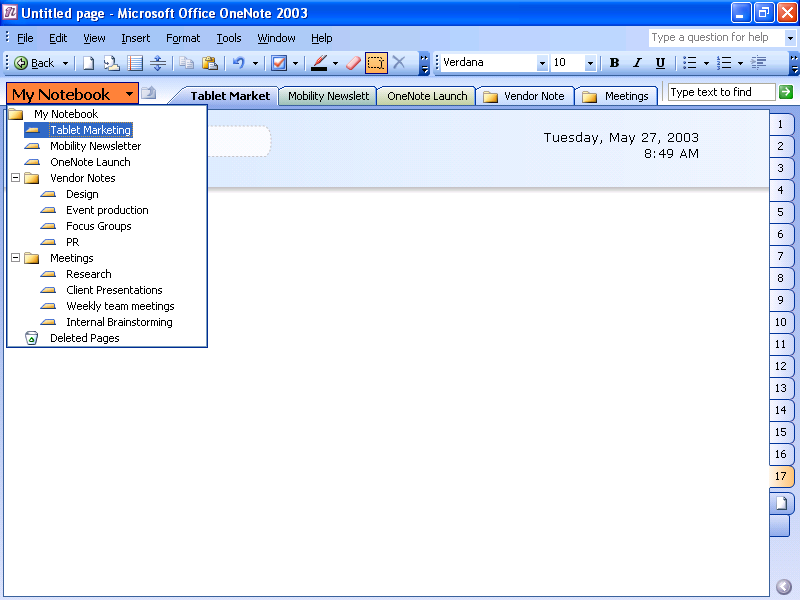 Untitled page - Microsoft Office OneNote 2003
File Edit View Insert Format Tools Window Help Type a question for help
Back Verdana 10 B I U
My Notebook Tablet Market Mobility Newslett OneNote Launch Vendor Note Meetings Type text to find
My Notebook
Tablet Marketing
Mobility Newsletter
OneNote Launch
Vendor Notes
Design
Event production
Focus Groups
PR
Meetings
Research
Client Presentations
Weekly team meetings
Internal Brainstorming
Deleted Pages
Tuesday, May 27, 2003
8:49 AM
1
2
3
4
5
6
7
8
9
10
11
12
13
14
15
16
17